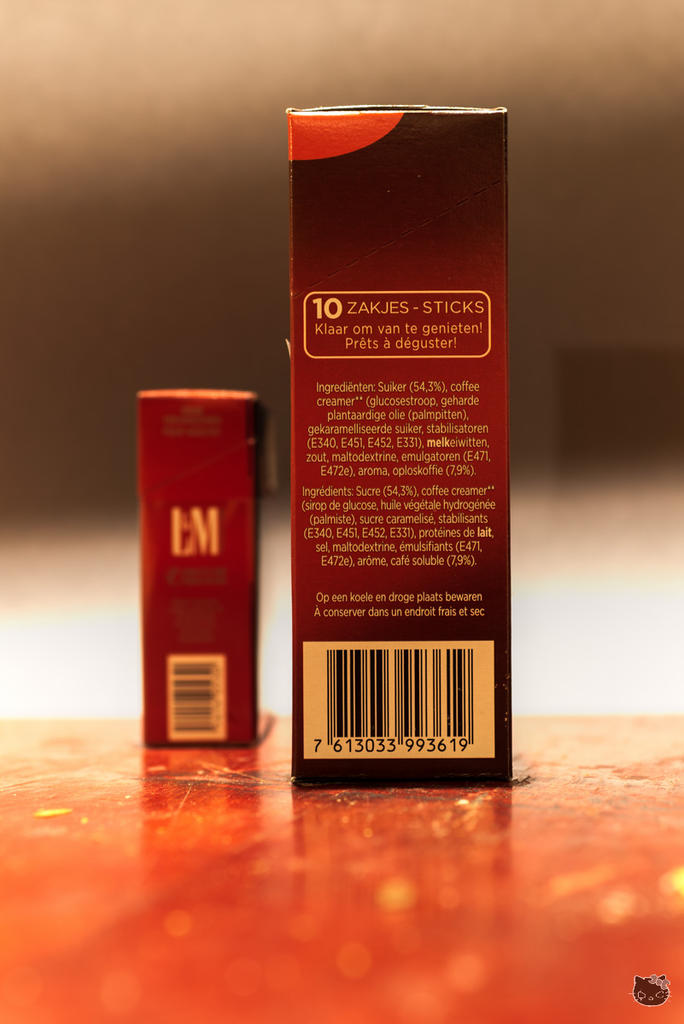 10 ZAKJES - STICKS
Klaar om van te genieten!
Prêts à déguster!
Ingrediënten: Suiker (54,3%), coffee
creamer** (glucosestroop, geharde
plantaardige olie (palmpitten),
gekaramelliseerde suiker, stabilisatoren
(E340, E451, E452, E331), melkeiwitten,
zout, maltodextrine, emulgatoren (E471,
E472e), aroma, oploskoffie (7,9%).
Ingrédients: Sucre (54,3%), coffee creamer**
(sirop de glucose, huile végétale hydrogénée
(palmiste), sucre caramelisé, stabilisants
(E340, E451, E452, E331), protéines de lait,
sel, maltodextrine, émulsifiants (E471,
E472e), arôme, café soluble (7,9%).
Op een koele en droge plaats bewaren
À conserver dans un endroit frais et sec
7 613033 993619
L&M